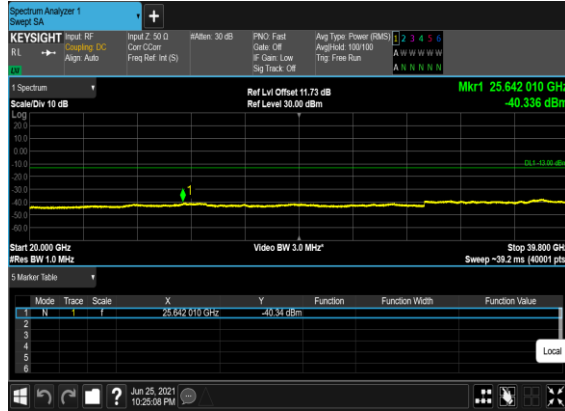 Spectrum Analyzer 1
Swept SA
KEYSIGHT Input: RF Input Z: 50 Ω #Atten: 30 dB PNO: Fast Avg Type: Power (RMS) 1 2 3 4 5 6
RL Coupling: DC Corr CCorr Gate: Off Avg|Hold: 100/100 A W W W W W
Align: Auto Freq Ref: Int (S) IF Gain: Low Trig: Free Run
LV Sig Track: Off A N N N N N
1 Spectrum Ref Lvl Offset 11.73 dB Mkr1 25.642 010 GHz
Scale/Div 10 dB Ref Level 30.00 dBm -40.336 dBm
Log
20.0
10.0
0.00
-10.0 DL1 -13.00 dBm
-20.0
-30.0 1
-40.0
-50.0
-60.0
Start 20.000 GHz Video BW 3.0 MHz* Stop 39.800 GHz
#Res BW 1.0 MHz Sweep ~39.2 ms (40001 pts
5 Marker Table
Mode Trace Scale X Y Function Function Width Function Value
1 N 1 f 25.642 010 GHz -40.34 dBm
2
3
4
5
6
Local
? Jun 25, 2021
10:25:08 PM